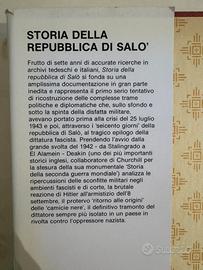 STORIA DELLA
REPUBBLICA DI SALO'
Frutto di sette anni di accurate ricerche in
archivi tedeschi e italiani, Storia della
repubblica di Salò si fonda su una
amplissima documentazione in gran parte
inedita e rappresenta il primo serio tentativo
di ricostruzione delle complesse trame
politiche e diplomatiche che, sullo sfondo e
sotto la spinta della disfatta militare,
avevano portato prima alla crisi del 25 luglio
1943 e poi, attraverso i 'seicento giorni' della
repubblica di Salò, al tragico epilogo della
dittatura fascista. Prendendo l'avvio dalla
grande svolta del 1942 - da Stalingrado a
El Alamein - Deakin (uno dei più importanti
storici inglesi, collaboratore di Churchill per
la stesura della sua monumentale 'Storia
della seconda guerra mondiale') analizza le
ripercussioni delle sconfitte militari negli
ambienti fascisti e di corte, la brutale
reazione di Hitler all'armistizio dell'8
settembre, il proteico 'ritorno alle origini'
delle 'camicie nere', il definitivo tramonto del
dittatore sempre più isolato in un paese in
rivolta contro l'oppressore nazista.
Subito.it